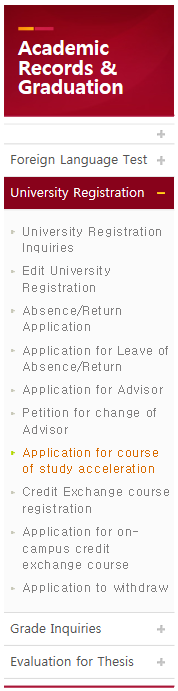 Academic
Records &
Graduation
Foreign Language Test
University Registration
University Registration
Inquiries
Edit University
Registration
Absence/Return
Application
Application for Leave of
Absence/Return
Application for Advisor
Petition for change of
Advisor
Application for course
of study acceleration
Credit Exchange course
registration
Application for on-
campus credit
exchange course
Application to withdraw
Grade Inquiries
Evaluation for Thesis